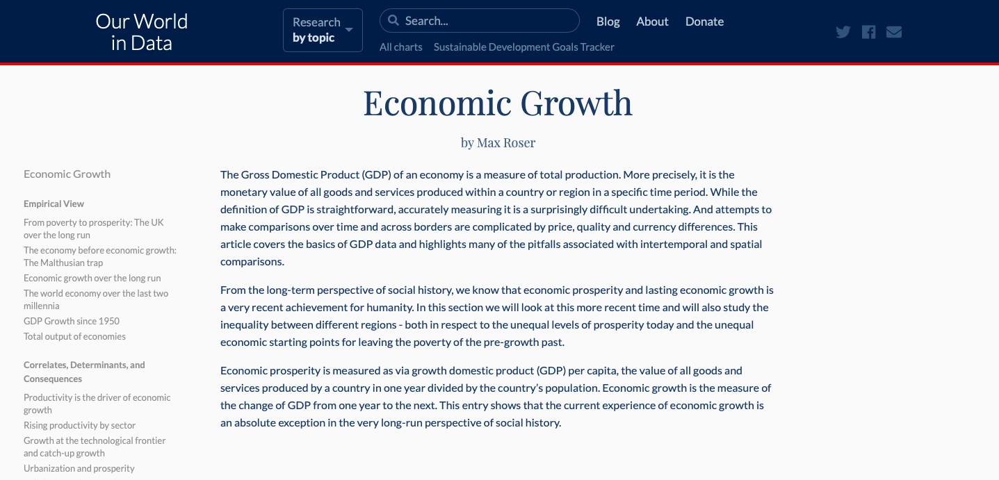 Our World
in Data
Research
by topic
Search...
Blog
About
Donate
All charts
Sustainable Development Goals Tracker
Economic Growth
by Max Roser
Economic Growth
Empirical View
From poverty to prosperity: The UK
over the long run
The economy before economic growth:
The Malthusian trap
Economic growth over the long run
The world economy over the last two
millennia
GDP Growth since 1950
Total output of economies
Correlates, Determinants, and
Consequences
Productivity is the driver of economic
growth
Rising productivity by sector
Growth at the technological frontier
and catch-up growth
Urbanization and prosperity
The Gross Domestic Product (GDP) of an economy is a measure of total production. More precisely, it is the
monetary value of all goods and services produced within a country or region in a specific time period. While the
definition of GDP is straightforward, accurately measuring it is a surprisingly difficult undertaking. And attempts to
make comparisons over time and across borders are complicated by price, quality and currency differences. This
article covers the basics of GDP data and highlights many of the pitfalls associated with intertemporal and spatial
comparisons.
From the long-term perspective of social history, we know that economic prosperity and lasting economic growth is
a very recent achievement for humanity. In this section we will look at this more recent time and will also study the
inequality between different regions - both in respect to the unequal levels of prosperity today and the unequal
economic starting points for leaving the poverty of the pre-growth past.
Economic prosperity is measured as via growth domestic product (GDP) per capita, the value of all goods and
services produced by a country in one year divided by the country’s population. Economic growth is the measure of
the change of GDP from one year to the next. This entry shows that the current experience of economic growth is
an absolute exception in the very long-run perspective of social history.